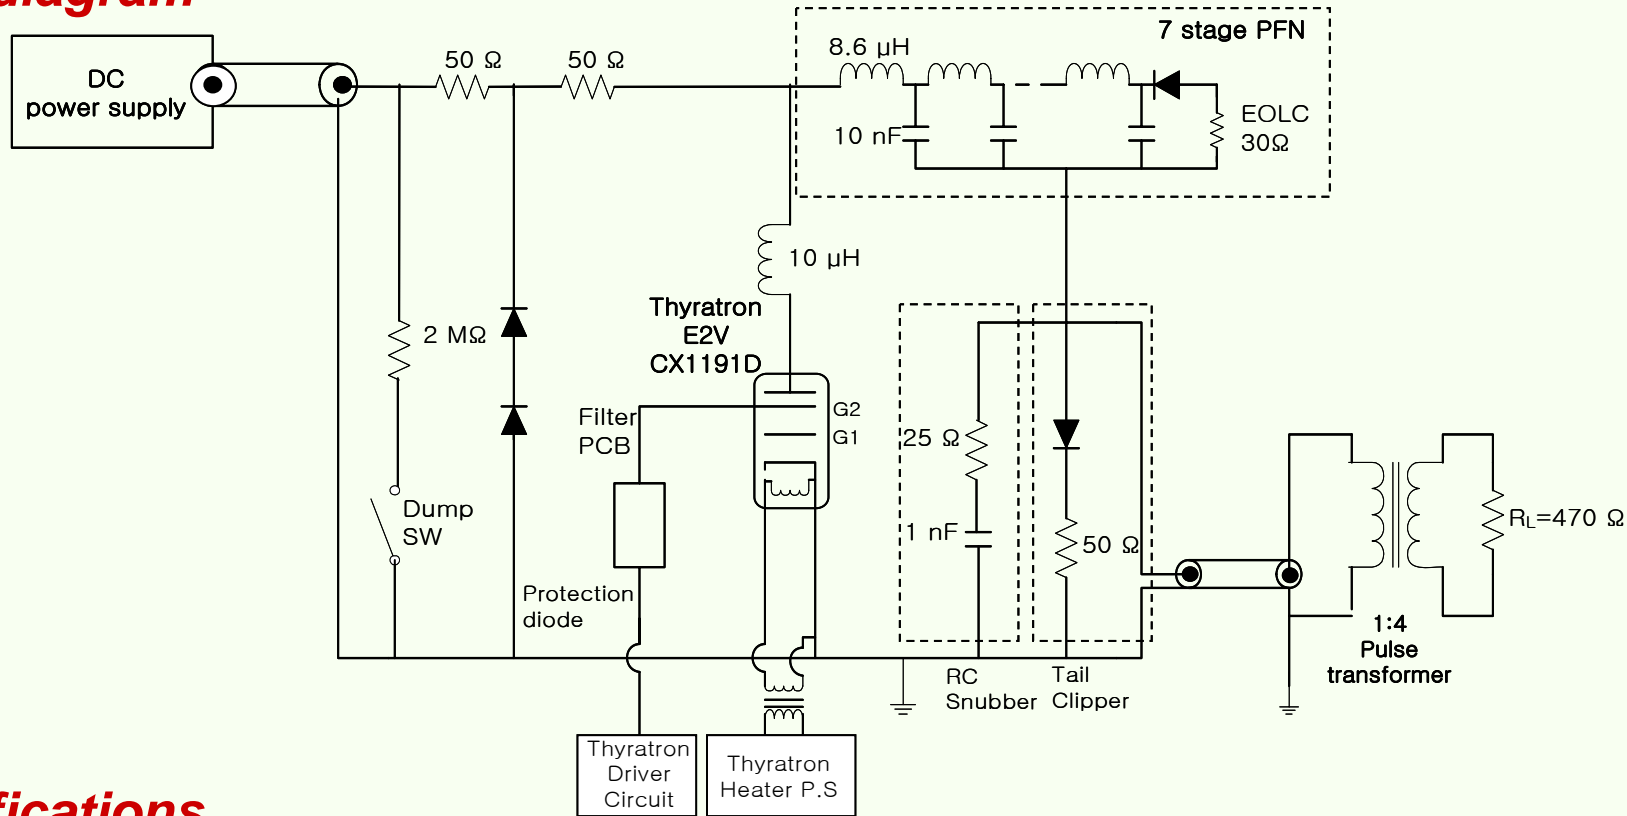 diagram
7 stage PFN
DC
power supply
50 Ω
50 Ω
8.6 μH
10 nF
EOLC
30Ω
10 μH
2 MΩ
Thyratron
E2V
CX1191D
Filter
PCB
G2
G1
25 Ω
1 nF
50 Ω
Dump
SW
RL=470 Ω
Protection
diode
1:4
Pulse
transformer
RC
Snubber
Tail
Clipper
Thyratron
Driver
Circuit
Thyratron
Heater P.S
fications